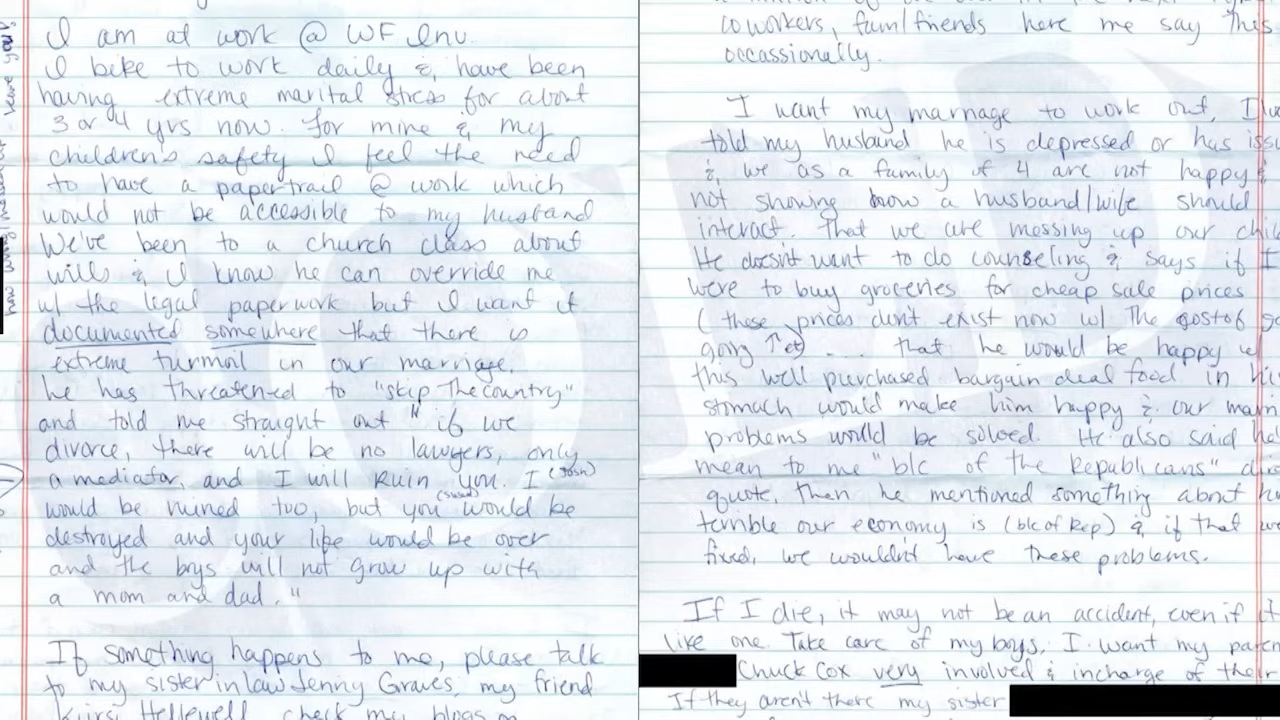 I am at work @ WF Inv.
I bike to work daily & have been
having extreme marital stress for about
3 or 4 yrs now. For mine & my
children's safety I feel the need
to have a papertrail @ work which
would not be accessible to my husband
We've been to a church class about
wills & I know he can override me
w/ the legal paperwork but I want it
documented somewhere that there is
extreme turmoil in our marriage.
he has threatened to "skip the country"
and told me straight out "if we
divorce, there will be no lawyers, only
a mediator, and I will ruin you. I (Josh)
would be ruined too, but you (susan) would be
destroyed and your life would be over
and the boys will not grow up with
a mom and dad."
If something happens to me, please talk
to my sister in law Jenny Graves, my friend
Kiirsi Hellewell, check my blogs on
coworkers, fam/friends here me say this
occassionally.
I want my marriage to work out, I
told my husband he is depressed or has
& we as a family of 4 are not happy &
not showing how a husband/wife should
interact. That we are messing up our
He doesn't want to do counseling & says if I
were to buy groceries for cheap sale prices
(these prices don't exist now w/ the cost of
going ↑ etc) .... that he would be happy
this well purchased bargain deal food in
stomach would make him happy & our
problems would be solved. He also said
mean to me "b/c of the Republicans"
quote, then he mentioned something about
terrible our economy is (b/c of Rep) & if that
fixed, we wouldn't have these problems.
If I die, it may not be an accident, even if it
like one. Take care of my boys. I want my
Chuck Cox very involved & incharge of
If they aren't there my sister